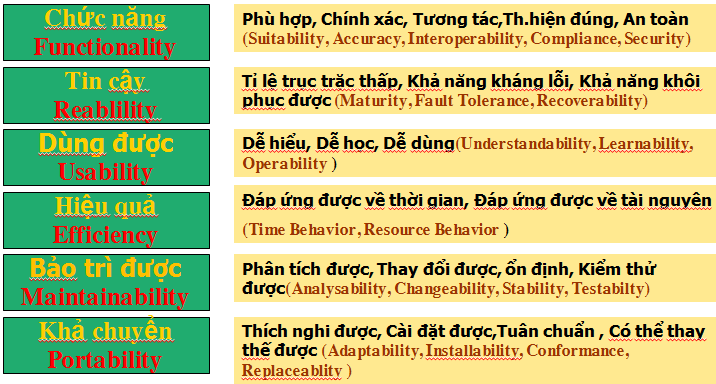 Chức năng
Functionality
Phù hợp, Chính xác, Tương tác,Th.hiện đúng, An toàn
(Suitability, Accuracy, Interoperability, Compliance, Security)
Tin cậy
Reablility
Tỉ lệ trục trặc thấp, Khả năng kháng lỗi, Khả năng khôi
phục được (Maturity, Fault Tolerance, Recoverability)
Dùng được
Usability
Dễ hiểu, Dễ học, Dễ dùng(Understandability, Learnability,
Operability )
Hiệu quả
Efficiency
Đáp ứng được về thời gian, Đáp ứng được về tài nguyên
(Time Behavior, Resource Behavior )
Bảo trì được
Maintainability
Phân tích được, Thay đổi được, ổn định, Kiểm thử
được(Analysability, Changeability, Stability, Testabilty)
Khả chuyển
Portability
Thích nghi được, Cài đặt được,Tuân chuẩn , Có thể thay
thế được (Adaptability, Installability, Conformance,
Replaceablity )